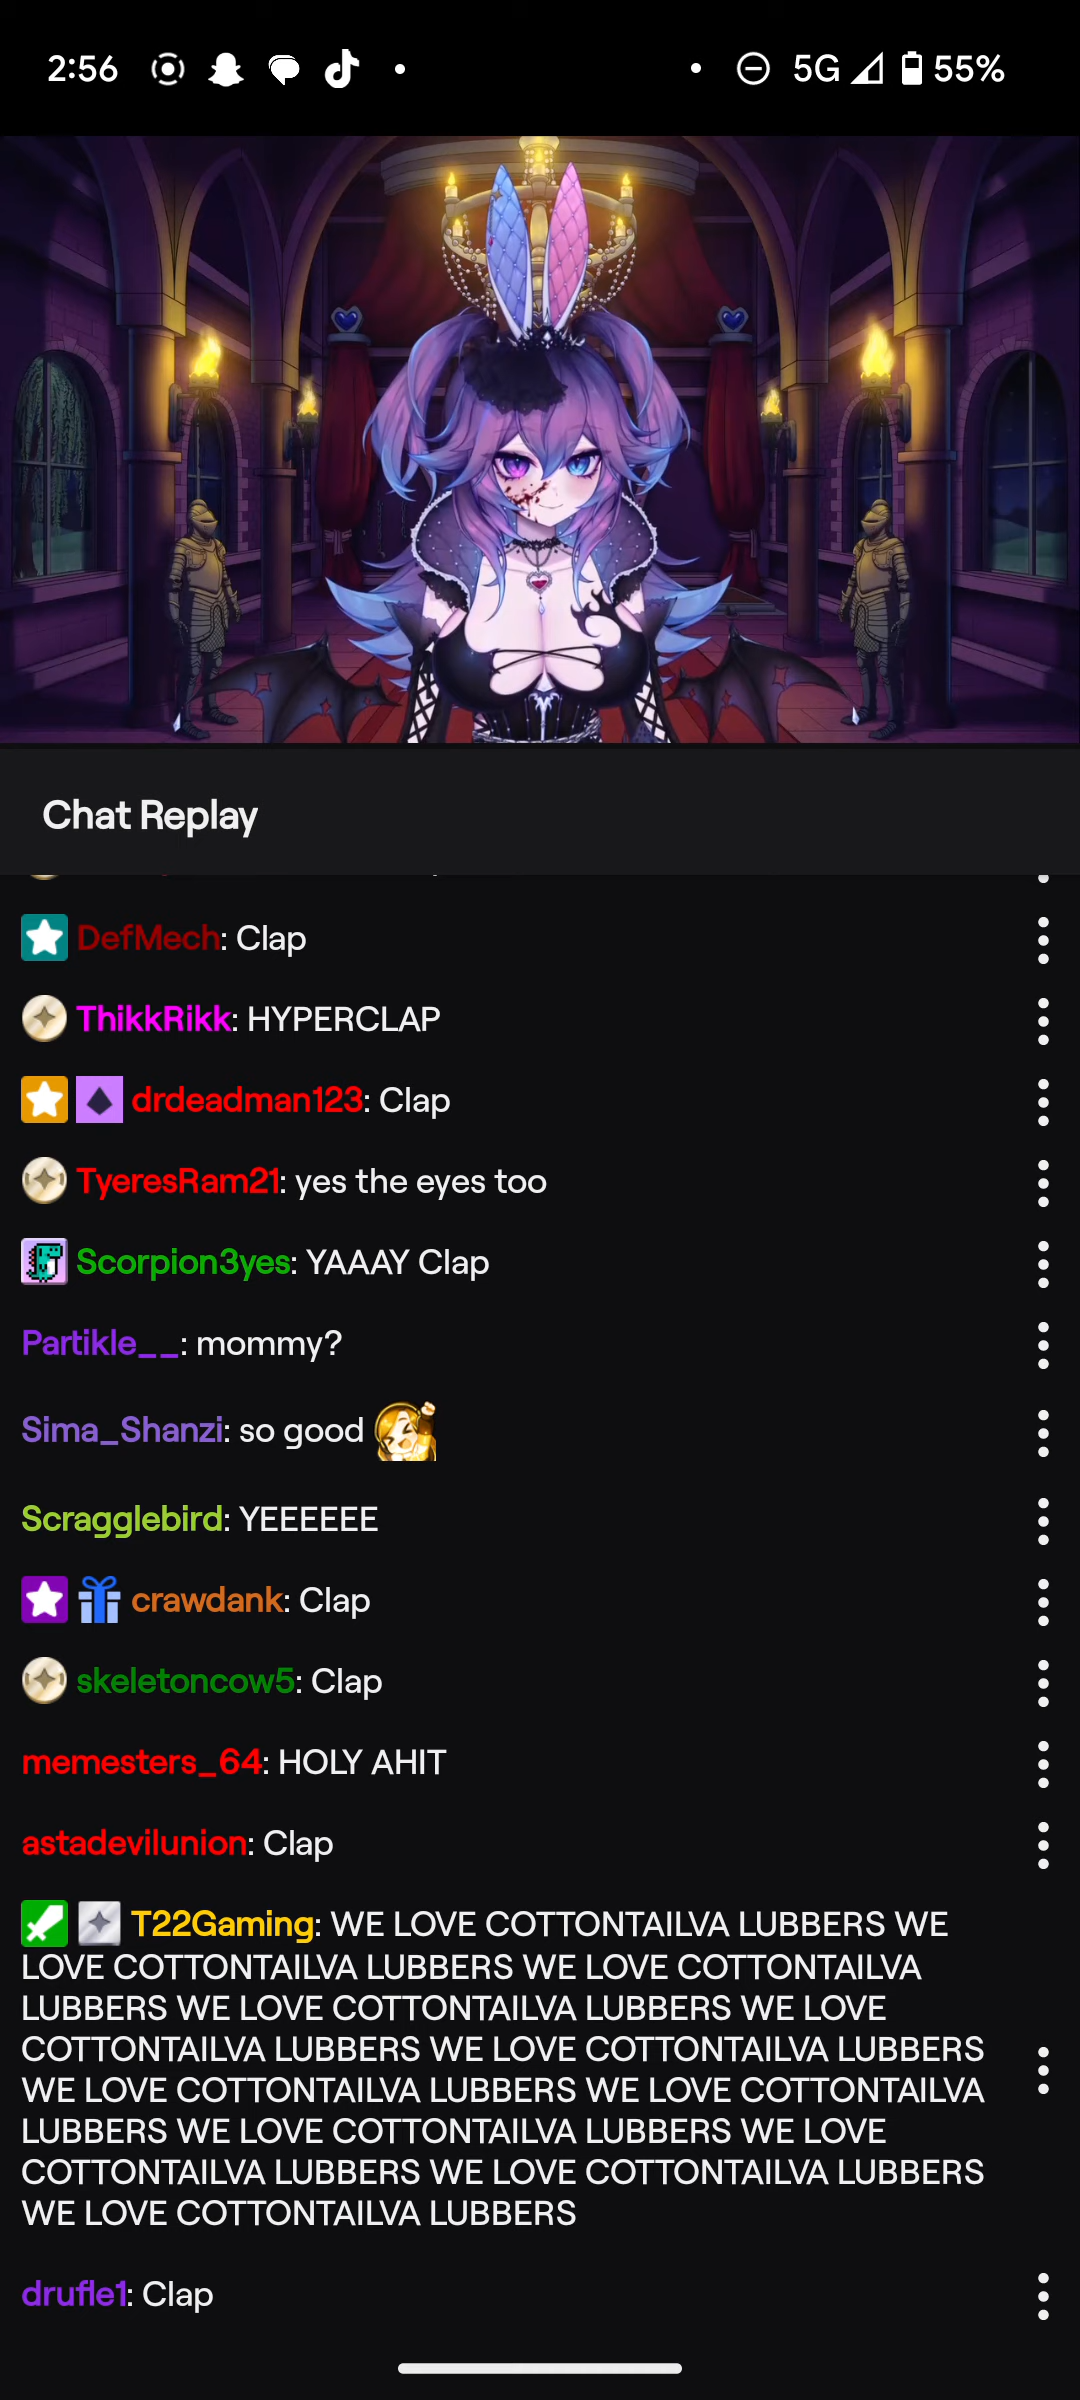 2:56
5G
55%
Chat Replay
DefMech: Clap
ThikkRikk: HYPERCLAP
drdeadman123: Clap
TyeresRam21: yes the eyes too
Scorpion3yes: YAAAY Clap
Partikle__: mommy?
Sima_Shanzi: so good
Scragglebird: YEEEEEE
crawdank: Clap
skeletoncow5: Clap
memesters_64: HOLY AHIT
astadevilunion: Clap
T22Gaming: WE LOVE COTTONTAILVA LUBBERS WE
LOVE COTTONTAILVA LUBBERS WE LOVE COTTONTAILVA
LUBBERS WE LOVE COTTONTAILVA LUBBERS WE LOVE
COTTONTAILVA LUBBERS WE LOVE COTTONTAILVA LUBBERS
WE LOVE COTTONTAILVA LUBBERS WE LOVE COTTONTAILVA
LUBBERS WE LOVE COTTONTAILVA LUBBERS WE LOVE
COTTONTAILVA LUBBERS WE LOVE COTTONTAILVA LUBBERS
WE LOVE COTTONTAILVA LUBBERS
drufle1: Clap